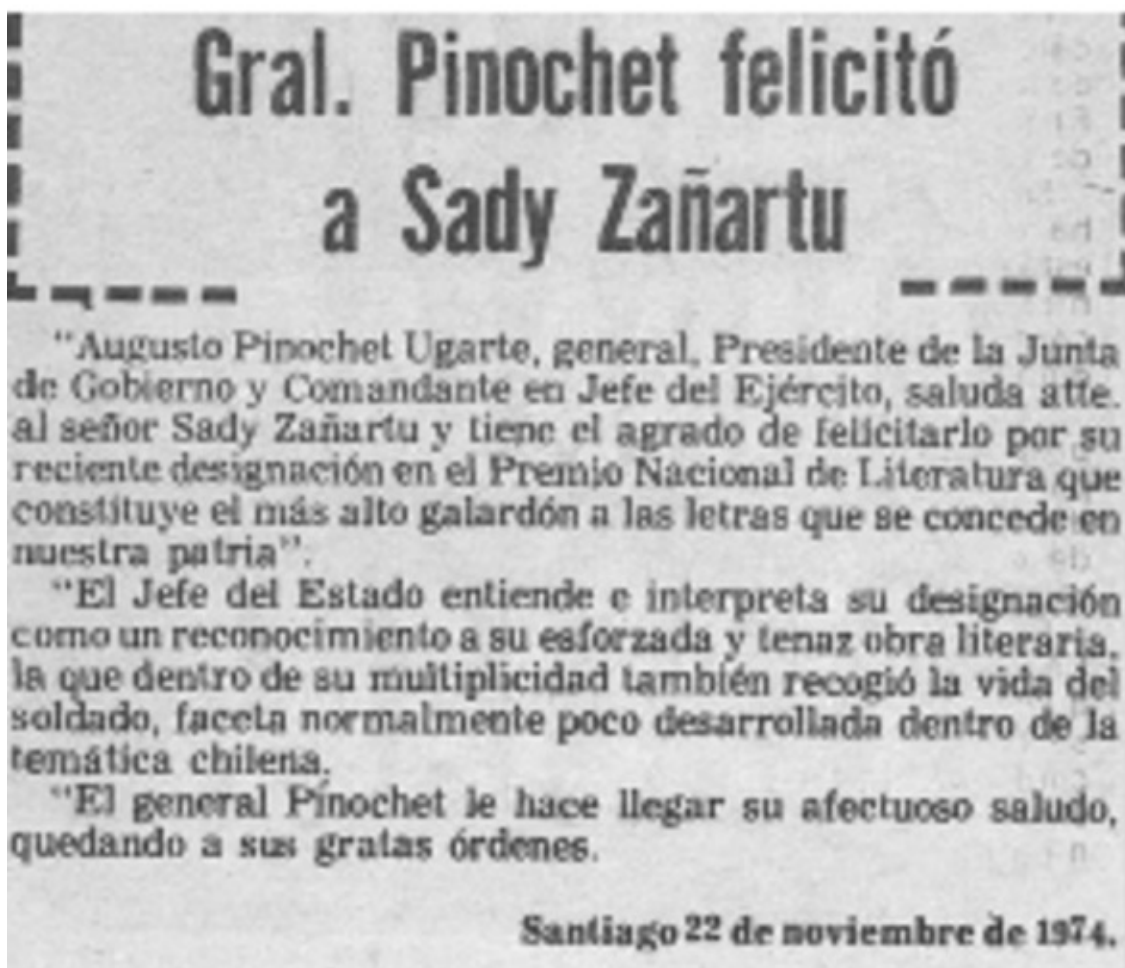 Gral. Pinochet felicitó
a Sady Zañartu
"Augusto Pinochet Ugarte, general, Presidente de la Junta
de Gobierno y Comandante en Jefe del Ejército, saluda atte.
al señor Sady Zañartu y tiene el agrado de felicitarlo por su
reciente designación en el Premio Nacional de Literatura que
constituye el más alto galardón a las letras que se concede en
nuestra patria".
"El Jefe del Estado entiende e interpreta su designación
como un reconocimiento a su esforzada y tenaz obra literaria,
la que dentro de su multiplicidad también recogió la vida del
soldado, faceta normalmente poco desarrollada dentro de la
temática chilena.
"El general Pinochet le hace llegar su afectuoso saludo,
quedando a sus gratas órdenes.
Santiago 22 de noviembre de 1974.